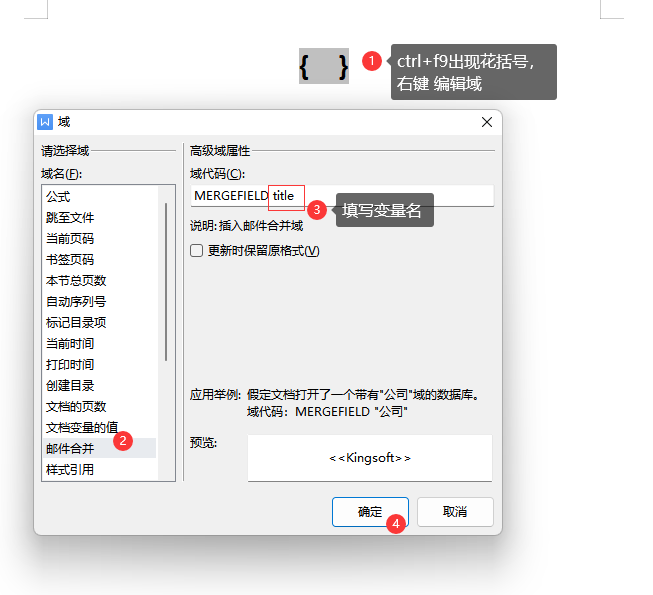 { }
1
ctrl+f9出现花括号，
右键 编辑域
域
请选择域
域名(F):
公式
跳至文件
当前页码
书签页码
本节总页数
自动序列号
标记目录项
当前时间
打印时间
创建目录
文档的页数
文档变量的值
邮件合并
2
样式引用
高级域属性
域代码(C):
MERGEFIELD title
3
填写变量名
说明:插入邮件合并域
更新时保留原格式(V)
应用举例: 假定文档打开了一个带有"公司"域的数据库。
域代码：MERGEFIELD "公司"
预览:
<<Kingsoft>>
确定
4
取消